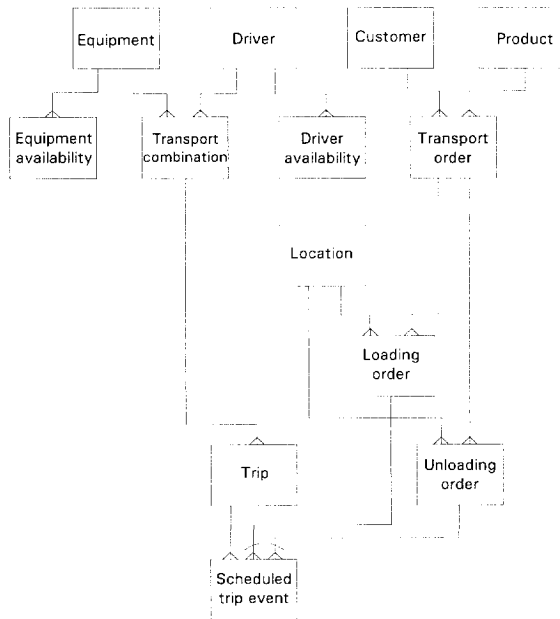 Equipment
Driver
Customer
Product
Equipment
availability
Transport
combination
Driver
availability
Transport
order
Location
Loading
order
Trip
Unloading
order
Scheduled
trip event